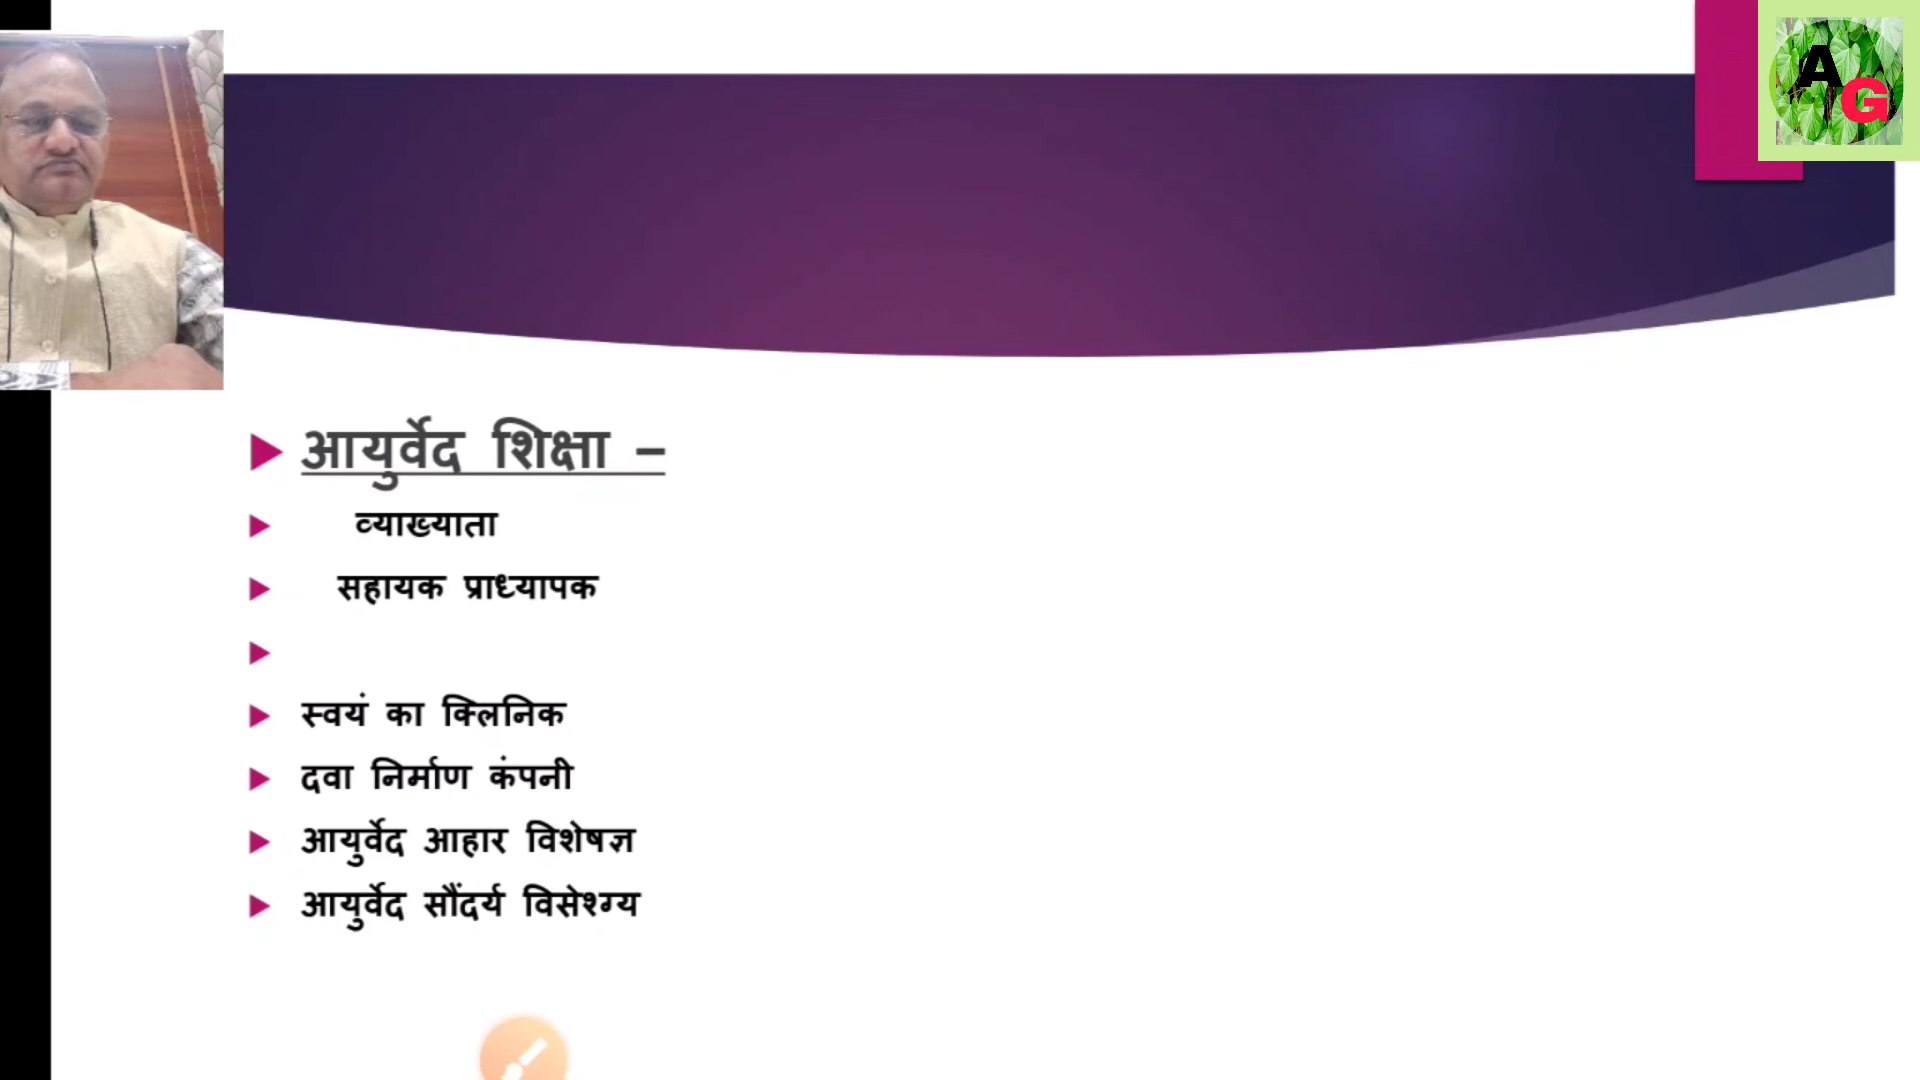 AG
आयुर्वेद शिक्षा –
व्याख्याता
सहायक प्राध्यापक
स्वयं का क्लिनिक
दवा निर्माण कंपनी
आयुर्वेद आहार विशेषज्ञ
आयुर्वेद सौंदर्य विसेश्ग्य